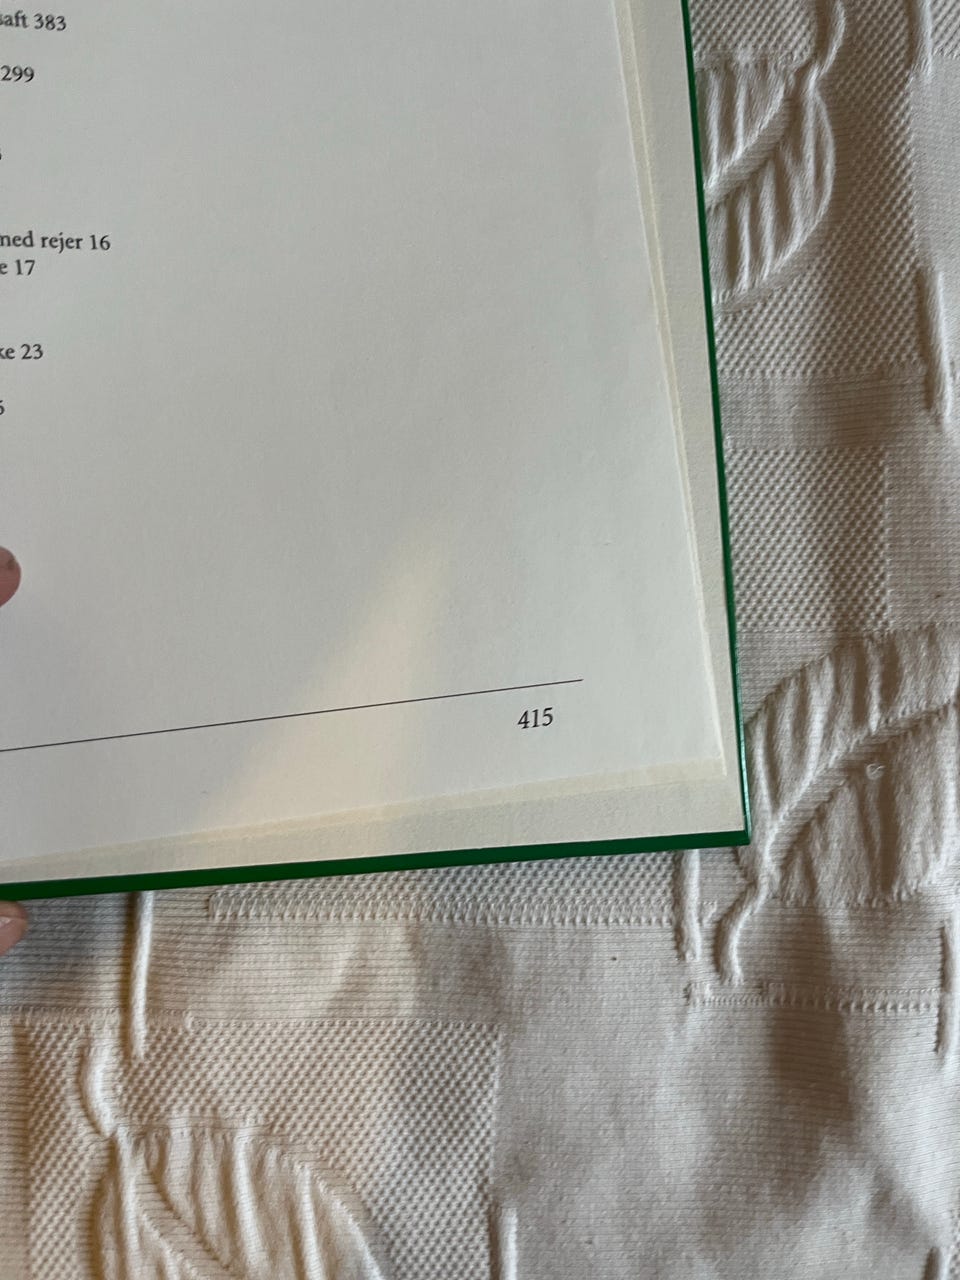 saft 383
299
med rejer 16
e 17
ke 23
415